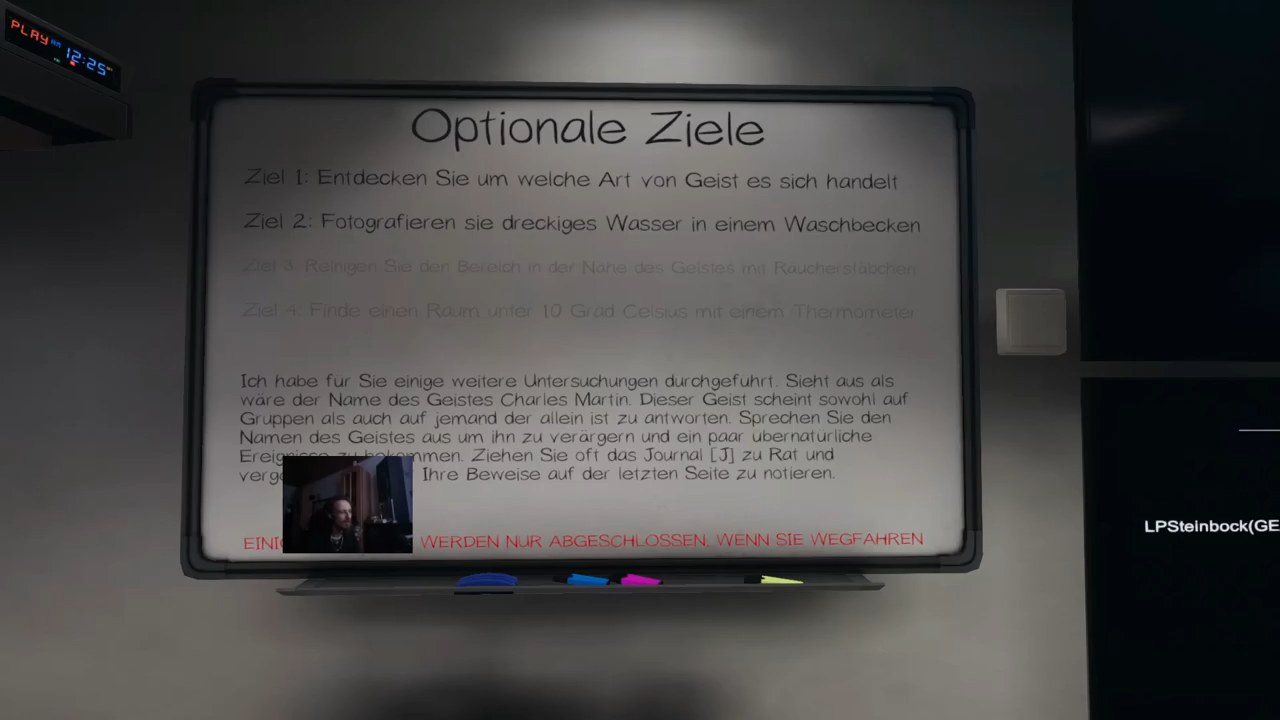 PLAY AM 12:25
Optionale Ziele
Ziel 1: Entdecken Sie um welche Art von Geist es sich handelt
Ziel 2: Fotografieren sie dreckiges Wasser in einem Waschbecken
Ziel 3: Reinigen Sie den Bereich in der Nähe des Geistes mit Räucherstäbchen
Ziel 4: Finde einen Raum unter 10 Grad Celsius mit einem Thermometer
Ich habe für Sie einige weitere Untersuchungen durchgeführt. Sieht aus als
wäre der Name des Geistes Charles Martin. Dieser Geist scheint sowohl auf
Gruppen als auch auf jemand der allein ist zu antworten. Sprechen Sie den
Namen des Geistes aus um ihn zu verärgern und ein paar übernatürliche
Ereignisse zu bekommen. Ziehen Sie oft das Journal [J] zu Rat und
Ihre Beweise auf der letzten Seite zu notieren.
WERDEN NUR ABGESCHLOSSEN, WENN SIE WEGFAHREN
LPSteinbock(GE